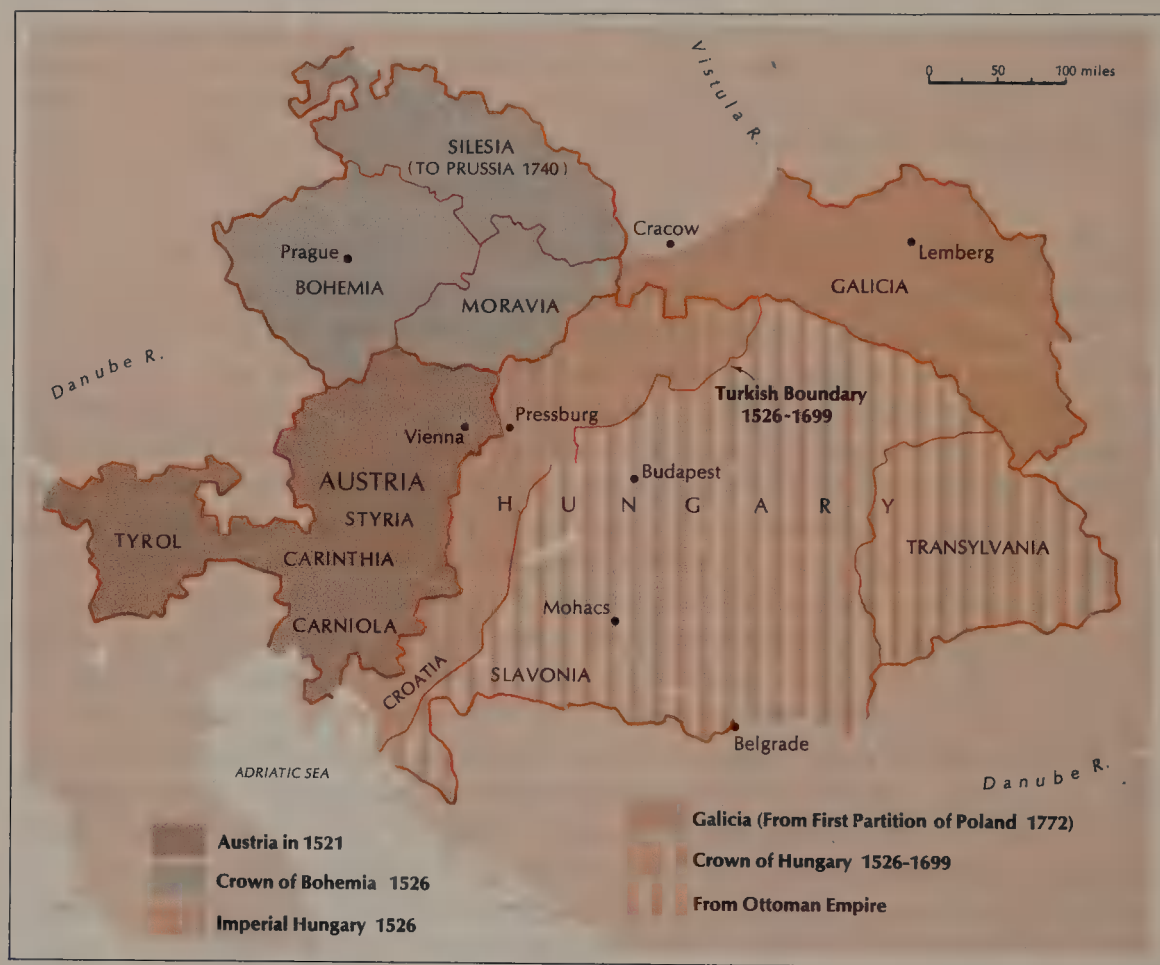 Vistula R.
0 50 100 miles
SILESIA
(TO PRUSSIA 1740)
Cracow
Prague
Lemberg
BOHEMIA
GALICIA
MORAVIA
Danube R.
Turkish Boundary
1526-1699
Pressburg
Vienna
Budapest
AUSTRIA
HUNGARY
STYRIA
TYROL
CARINTHIA
TRANSYLVANIA
Mohacs
CARNIOLA
CROATIA
SLAVONIA
Belgrade
ADRIATIC SEA
Danube R.
Austria in 1521
Crown of Bohemia 1526
Imperial Hungary 1526
Galicia (From First Partition of Poland 1772)
Crown of Hungary 1526-1699
From Ottoman Empire